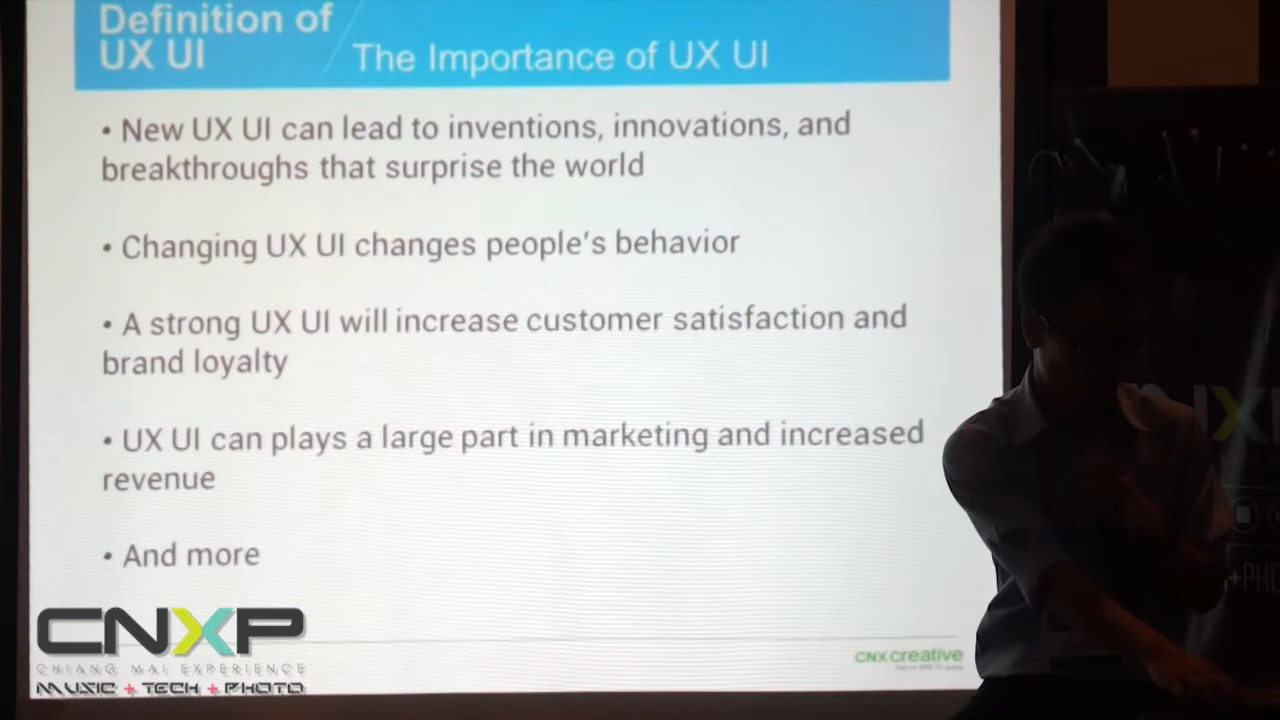 Definition of
UX UI
The Importance of UX UI
• New UX UI can lead to inventions, innovations, and
breakthroughs that surprise the world
• Changing UX UI changes people's behavior
• A strong UX UI will increase customer satisfaction and
brand loyalty
• UX UI can plays a large part in marketing and increased
revenue
• And more
CNXP
CHIANG MAI EXPERIENCE
MUSIC + TECH + PHOTO
CNXcreative
NX
+PHO